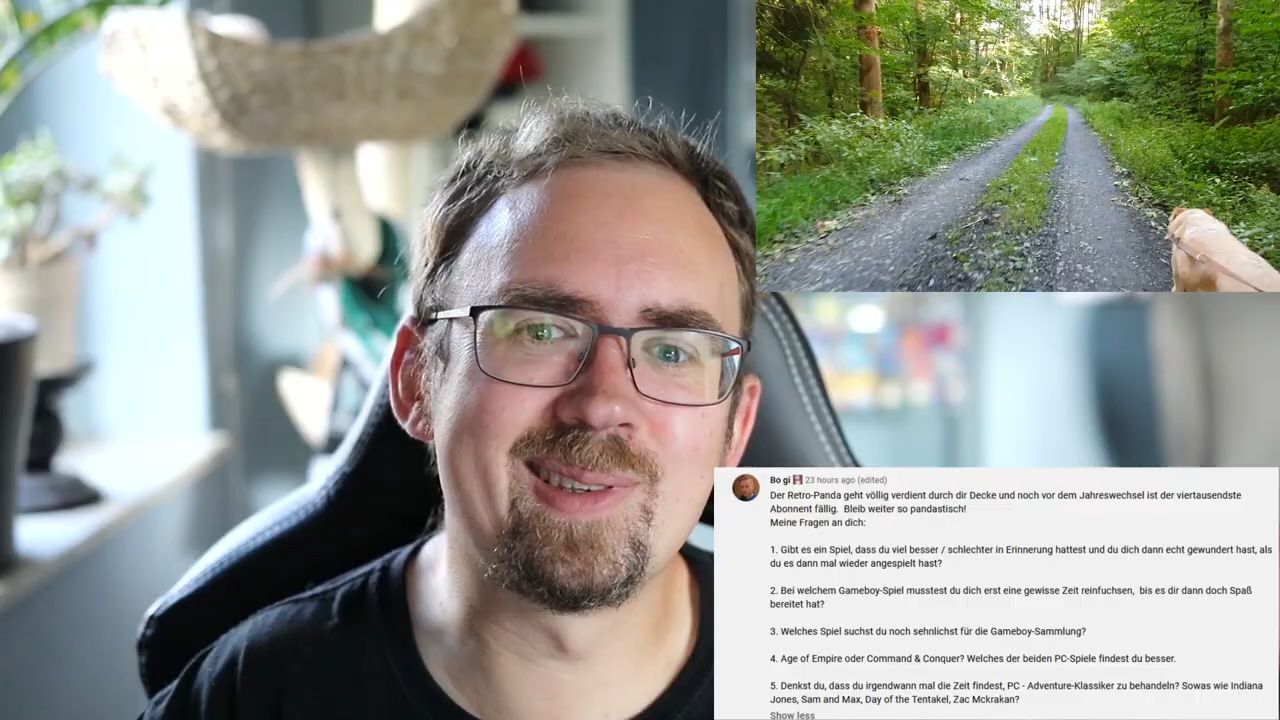 Bo gi 23 hours ago (edited)
Der Retro-Panda geht völlig verdient durch dir Decke und noch vor dem Jahreswechsel ist der viertausendste
Abonnent fällig. Bleib weiter so pandastisch!
Meine Fragen an dich:
1. Gibt es ein Spiel, dass du viel besser / schlechter in Erinnerung hattest und du dich dann echt gewundert hast, als
du es dann mal wieder angespielt hast?
2. Bei welchem Gameboy-Spiel musstest du dich erst eine gewisse Zeit reinfuchsen, bis es dir dann doch Spaß
bereitet hat?
3. Welches Spiel suchst du noch sehnlichst für die Gameboy-Sammlung?
4. Age of Empire oder Command & Conquer? Welches der beiden PC-Spiele findest du besser.
5. Denkst du, dass du irgendwann mal die Zeit findest, PC - Adventure-Klassiker zu behandeln? Sowas wie Indiana
Jones, Sam and Max, Day of the Tentakel, Zac Mckrakan?
Show less